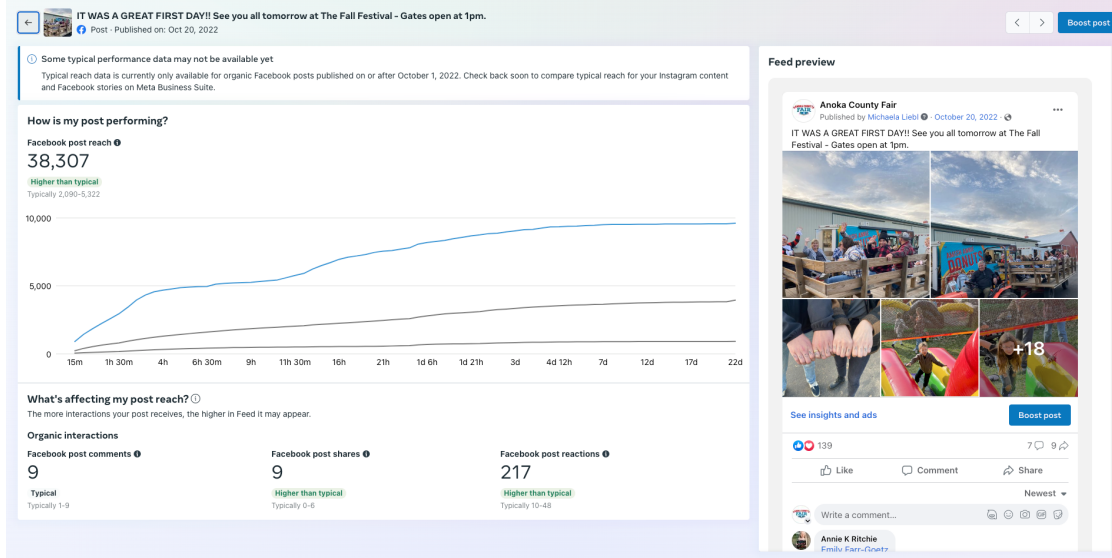 IT WAS A GREAT FIRST DAY!! See you all tomorrow at The Fall Festival - Gates open at 1pm.
Post · Published on: Oct 20, 2022
Boost post
Some typical performance data may not be available yet
Typical reach data is currently only available for organic Facebook posts published on or after October 1, 2022. Check back soon to compare typical reach for your Instagram content
and Facebook stories on Meta Business Suite.
How is my post performing?
Facebook post reach
38,307
Higher than typical
Typically 2,090-5,322
10,000
5,000
0
15m 1h 30m 4h 6h 30m 9h 11h 30m 16h 21h 1d 6h 1d 21h 3d 4d 12h 7d 12d 17d 22d
What's affecting my post reach?
The more interactions your post receives, the higher in Feed it may appear.
Organic interactions
Facebook post comments Facebook post shares Facebook post reactions
9 9 217
Typical Higher than typical Higher than typical
Typically 1-9 Typically 0-6 Typically 10-48
Feed preview
Anoka County Fair
Published by Michaela Liebl · October 20, 2022 ·
IT WAS A GREAT FIRST DAY!! See you all tomorrow at The Fall
Festival - Gates open at 1pm.
DONUTS
+18
See insights and ads Boost post
139 7 9
Like Comment Share
Newest
Write a comment...
GIF
Annie K Ritchie
Emily Farr-Goetz